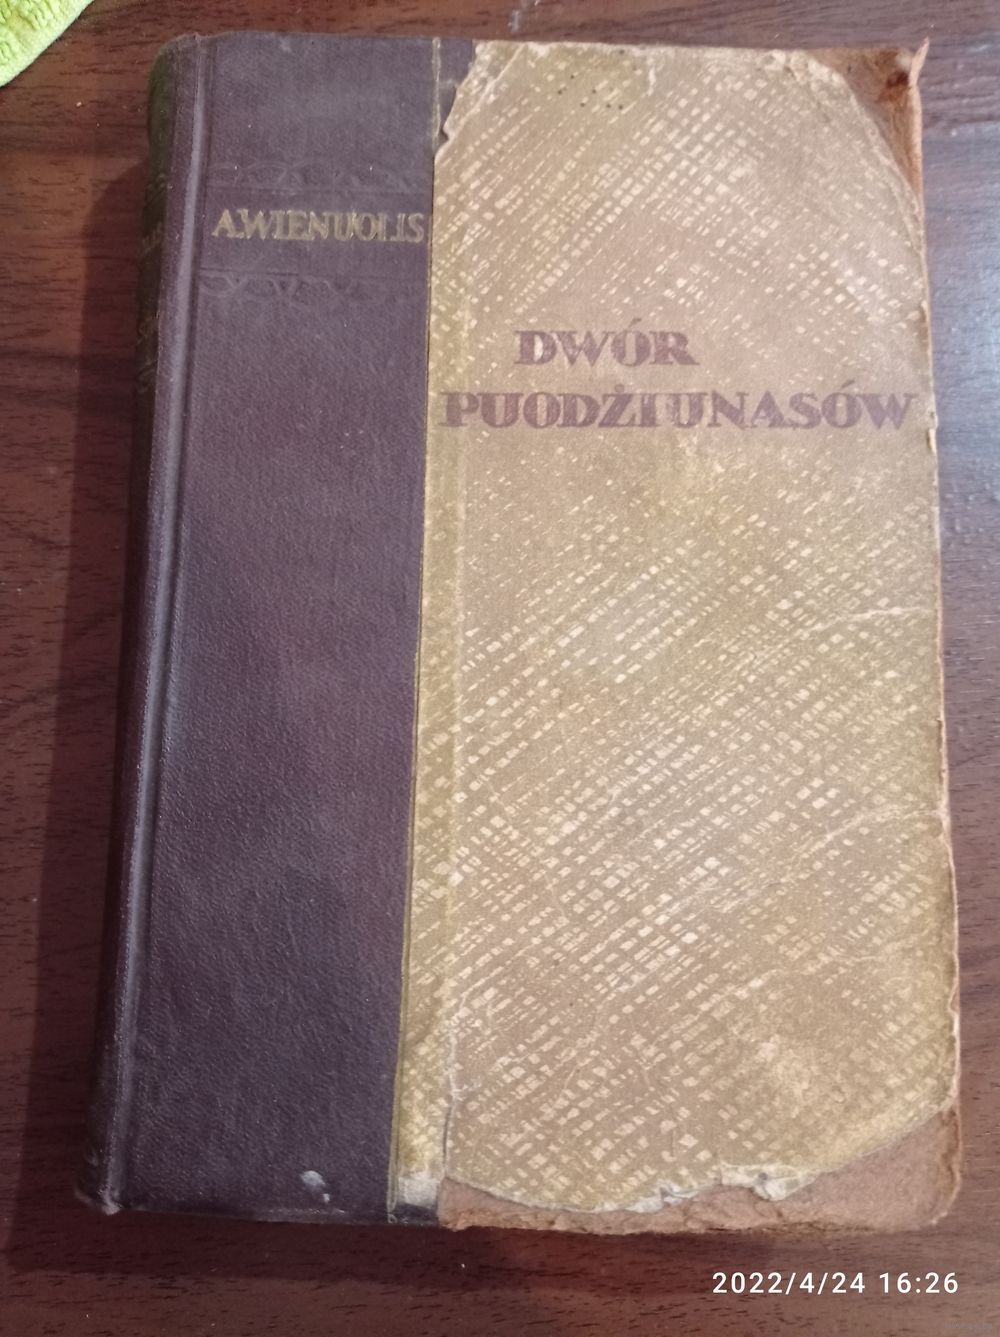 A.WIENUOLIS
DWÓR
PUODŻIUNASÓW
2022/4/24 16:26